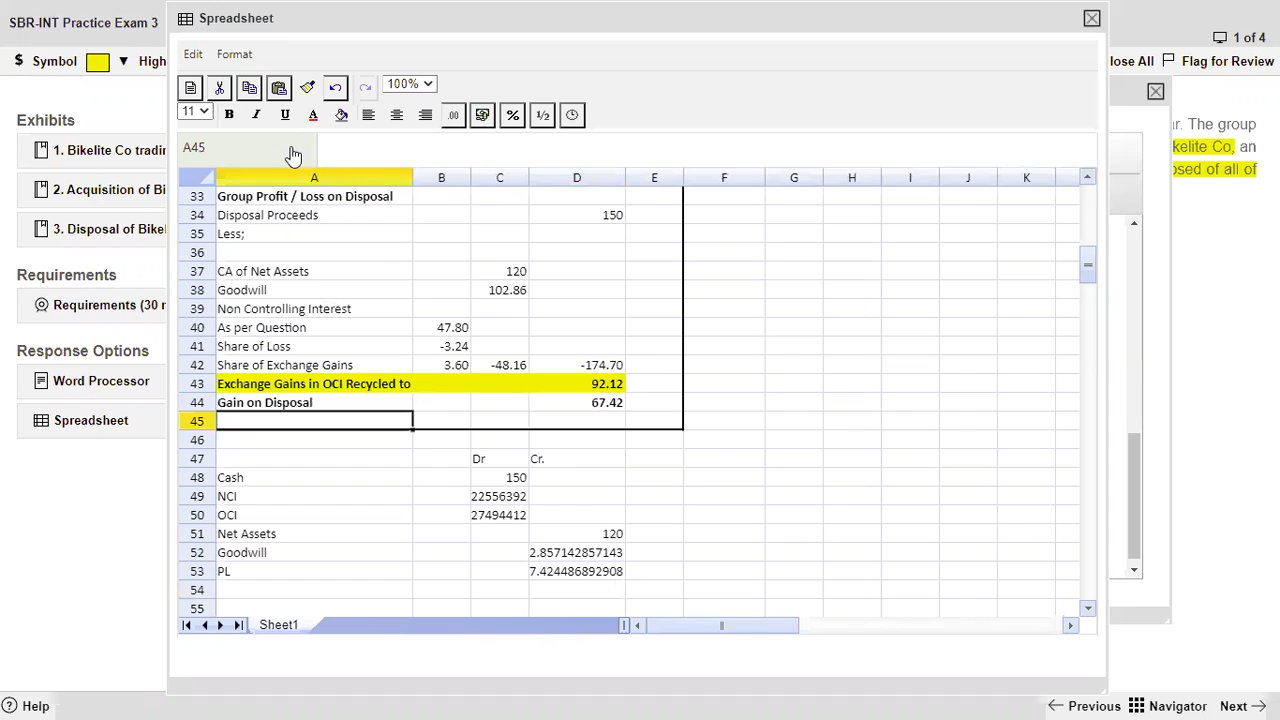 SBR-INT Practice Exam 3
Spreadsheet
1 of 4
$ Symbol
High
lose All
Flag for Review
Edit Format
100%
11 B I U A .00 % 1/2
Exhibits
1. Bikelite Co tradin
2. Acquisition of Bi
3. Disposal of Bikel
Requirements
Requirements (30 m
Response Options
Word Processor
Spreadsheet
ar. The group
ikelite Co, an
osed of all of
A45
A B C D E F G H I J K
33 Group Profit / Loss on Disposal
34 Disposal Proceeds 150
35 Less;
36
37 CA of Net Assets 120
38 Goodwill 102.86
39 Non Controlling Interest
40 As per Question 47.80
41 Share of Loss -3.24
42 Share of Exchange Gains 3.60 -48.16 -174.70
43 Exchange Gains in OCI Recycled to 92.12
44 Gain on Disposal 67.42
45
46
47 Dr Cr.
48 Cash 150
49 NCI 22556392
50 OCI 27494412
51 Net Assets 120
52 Goodwill 2.857142857143
53 PL 7.424486892908
54
55
Sheet1
Help
Previous
Navigator
Next